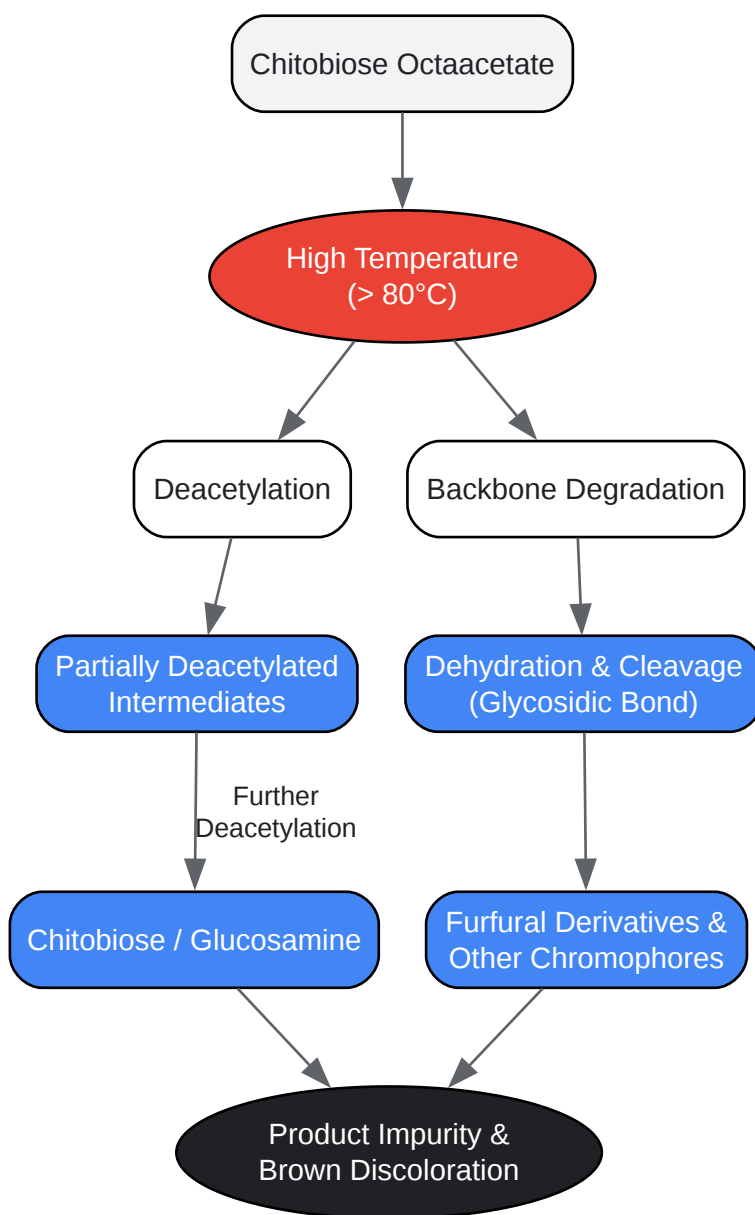 Chitobiose Octaacetate
High Temperature
(> 80°C)
Deacetylation
Backbone Degradation
Partially Deacetylated
Intermediates
Dehydration & Cleavage
(Glycosidic Bond)
Further
Deacetylation
Chitobiose / Glucosamine
Furfural Derivatives &
Other Chromophores
Product Impurity &
Brown Discoloration